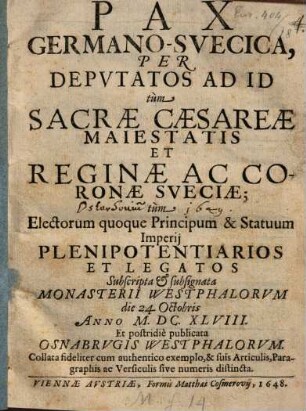 PAX
GERMANO-SVECICA,
PER
DEPVTATOS AD ID
tùm
SACRÆ CÆSAREÆ
MAIESTATIS
ET
REGINÆ AC CO-
RONÆ SVECIÆ;
tùm
Electorum quoque Principum & Statuum
Imperij
PLENIPOTENTIARIOS
ET LEGATOS
Subscripta & subsignata
MONASTERII WESTPHALORVM
die 24 Octobris
ANNO M. DC. XLVIII.
Et postridiè publicata
OSNABRVGIS WESTPHALORVM.
Collata fideliter cum authentico exemplo, & suis Articulis, Para-
graphis ac Versiculis sive numeris distincta.
VIENNÆ AVSTRIÆ, Formis Matthæi Cosmerovij, 1648.